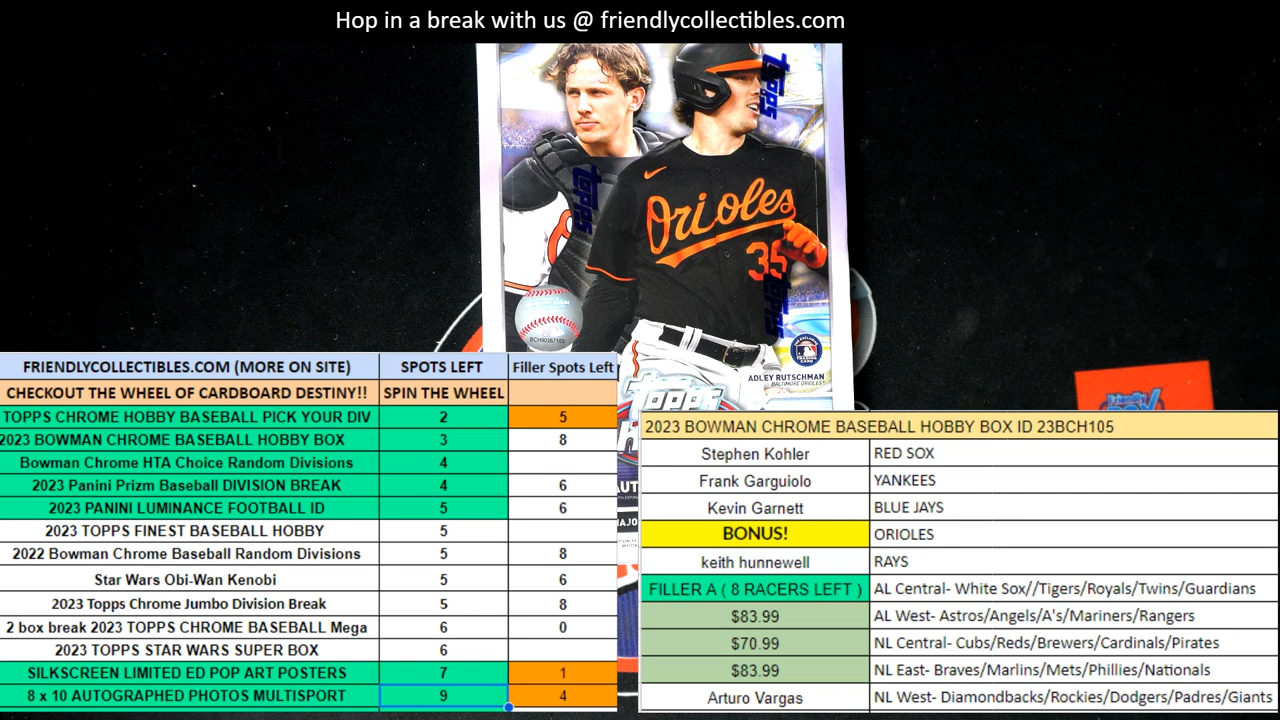 Hop in a break with us @ friendlycollectibles.com
topps
topps
Orioles
35
topps
BCH90367103
ADLEY RUTSCHMAN
BALTIMORE ORIOLES
Topps
Friendly
FRIENDLYCOLLECTIBLES.COM (MORE ON SITE) SPOTS LEFT Filler Spots Left
CHECKOUT THE WHEEL OF CARDBOARD DESTINY!! SPIN THE WHEEL
TOPPS CHROME HOBBY BASEBALL PICK YOUR DIV 2 5
2023 BOWMAN CHROME BASEBALL HOBBY BOX 3 8
Bowman Chrome HTA Choice Random Divisions 4
2023 Panini Prizm Baseball DIVISION BREAK 4 6
2023 PANINI LUMINANCE FOOTBALL ID 5 6
2023 TOPPS FINEST BASEBALL HOBBY 5
2022 Bowman Chrome Baseball Random Divisions 5 8
Star Wars Obi-Wan Kenobi 5 6
2023 Topps Chrome Jumbo Division Break 5 8
2 box break 2023 TOPPS CHROME BASEBALL Mega 6 0
2023 TOPPS STAR WARS SUPER BOX 6
SILKSCREEN LIMITED ED POP ART POSTERS 7 1
8 x 10 AUTOGRAPHED PHOTOS MULTISPORT 9 4
2023 BOWMAN CHROME BASEBALL HOBBY BOX ID 23BCH105
Stephen Kohler RED SOX
Frank Garguiolo YANKEES
Kevin Garnett BLUE JAYS
BONUS! ORIOLES
keith hunnewell RAYS
FILLER A ( 8 RACERS LEFT ) AL Central- White Sox//Tigers/Royals/Twins/Guardians
$83.99 AL West- Astros/Angels/A's/Mariners/Rangers
$70.99 NL Central- Cubs/Reds/Brewers/Cardinals/Pirates
$83.99 NL East- Braves/Marlins/Mets/Phillies/Nationals
Arturo Vargas NL West- Diamondbacks/Rockies/Dodgers/Padres/Giants